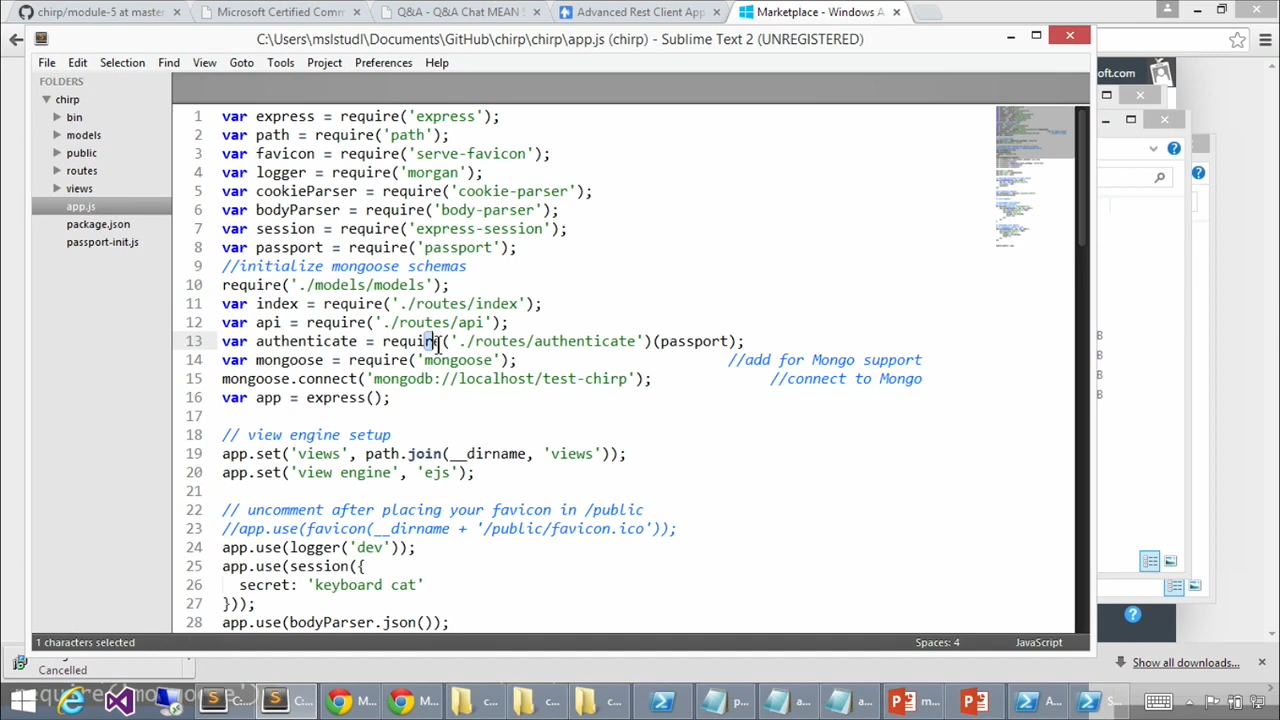 module-5 at master
Microsoft Certified Comm
Q&A - Q&A Chat MEAN S
Advanced Rest Client App
Marketplace - Windows A
C:\Users\mslstudt\Documents\GitHub\chirp\chirp\app.js (chirp) - Sublime Text 2 (UNREGISTERED)
File Edit Selection Find View Goto Tools Project Preferences Help
oft.com
FOLDERS
chirp
bin
models
public
routes
views
app.js
package.json
passport-init.js
1 var express = require('express');
2 var path = require('path');
3 var favicon = require('serve-favicon');
4 var logger = require('morgan');
5 var cookieParser = require('cookie-parser');
6 var bodyParser = require('body-parser');
7 var session = require('express-session');
8 var passport = require('passport');
9 //initialize mongoose schemas
10 require('./models/models');
11 var index = require('./routes/index');
12 var api = require('./routes/api');
13 var authenticate = require('./routes/authenticate')(passport);
14 var mongoose = require('mongoose'); //add for Mongo support
15 mongoose.connect('mongodb://localhost/test-chirp'); //connect to Mongo
16 var app = express();
17
18 // view engine setup
19 app.set('views', path.join(__dirname, 'views'));
20 app.set('view engine', 'ejs');
21
22 // uncomment after placing your favicon in /public
23 //app.use(favicon(__dirname + '/public/favicon.ico'));
24 app.use(logger('dev'));
25 app.use(session({
26 secret: 'keyboard cat'
27 }));
28 app.use(bodyParser.json());
B
B
B
B
1 characters selected
Spaces: 4
JavaScript
Cancelled
Show all downloads...
require('mongoose')
C...
C...
M...
M...
c...
c...
c...
p...
a...
a...
m...
A...
S...